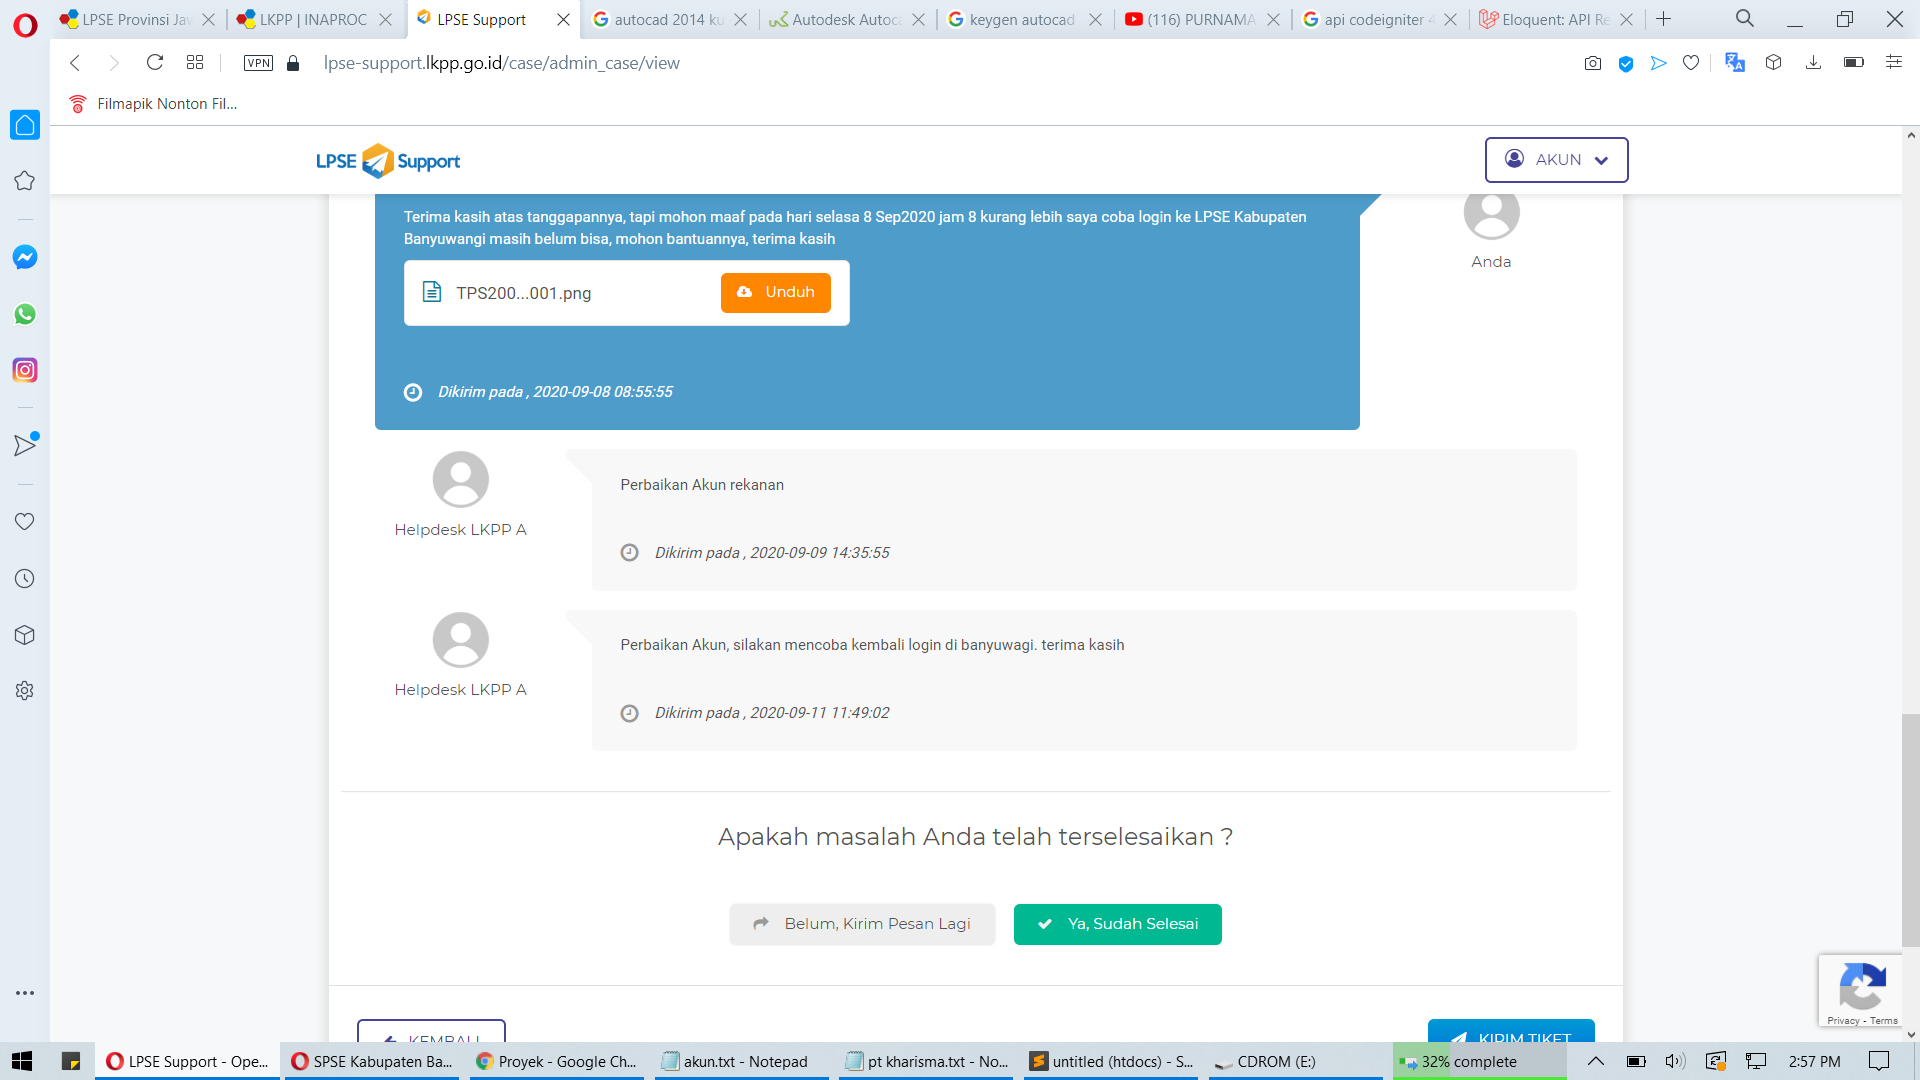 LPSE Provinsi Jav
LKPP | INAPROC
LPSE Support
autocad 2014 ku
Autodesk Autoca
keygen autocad
(116) PURNAMA
api codeigniter 4
Eloquent: API Re
VPN
lpse-support.lkpp.go.id/case/admin_case/view
Filmapik Nonton Fil...
LPSE Support
AKUN
Terima kasih atas tanggapannya, tapi mohon maaf pada hari selasa 8 Sep2020 jam 8 kurang lebih saya coba login ke LPSE Kabupaten
Banyuwangi masih belum bisa, mohon bantuannya, terima kasih
Anda
TPS200...001.png
Unduh
Dikirim pada , 2020-09-08 08:55:55
Perbaikan Akun rekanan
Helpdesk LKPP A
Dikirim pada , 2020-09-09 14:35:55
Perbaikan Akun, silakan mencoba kembali login di banyuwagi. terima kasih
Helpdesk LKPP A
Dikirim pada , 2020-09-11 11:49:02
Apakah masalah Anda telah terselesaikan ?
Belum, Kirim Pesan Lagi
Ya, Sudah Selesai
Privacy - Terms
KEMBALI
KIRIM TIKET
LPSE Support - Ope...
SPSE Kabupaten Ba...
Proyek - Google Ch...
akun.txt - Notepad
pt kharisma.txt - No...
untitled (htdocs) - S...
CDROM (E:)
32% complete
2:57 PM